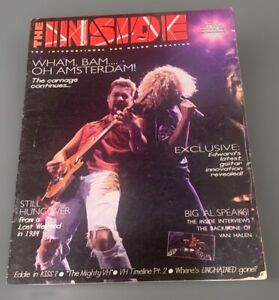 THE INSIDE
THE INTERNATIONAL VAN HALEN MAGAZINE
WHAM, BAM....
OH AMSTERDAM!
The carnage
continues...
EXCLUSIVE:
Edward's
latest
guitar
innovation
revealed!
STILL
HUNGOVER
From a
Lost Weekend
in 1984
BIG AL SPEAKS!
THE INSIDE INTERVIEWS
THE BACKBONE OF
VAN HALEN
Eddie in KISS? • "The Mighty VH" • VH Timeline Pt. 2 • Where's UNCHAINED gone?